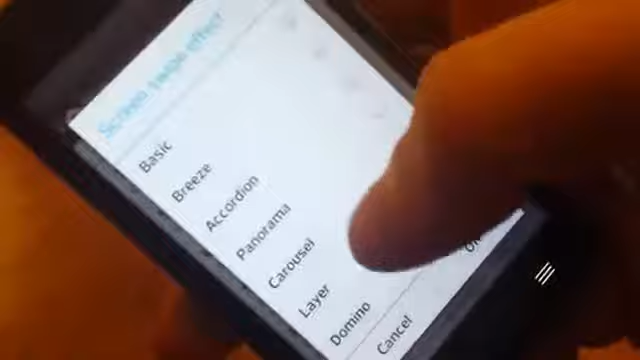 Screen swipe effect
Basic
Breeze
Accordion
Panorama
Carousel
Layer
Domino
Cancel